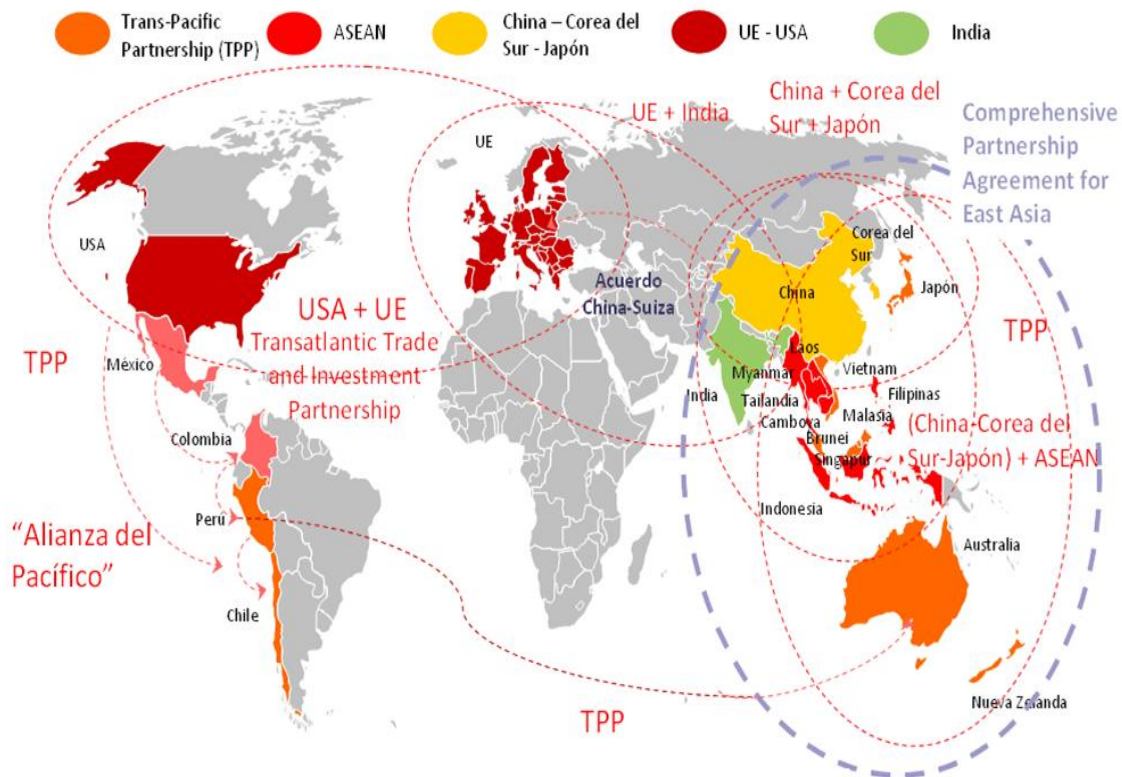 Trans-Pacific
Partnership (TPP)
ASEAN
China – Corea del
Sur - Japón
UE - USA
India
UE + India
China + Corea del
Sur + Japón
Comprehensive
Partnership
Agreement for
East Asia
UE
USA
Corea del
Sur
Japón
China
Acuerdo
China-Suiza
USA + UE
Transatlantic Trade
and Investment
Partnership
TPP
TPP
México
Laos
Myanmar
Vietnam
India
Tailandia
Filipinas
Camboya
Malasia
Brunei
Singapur
(China-Corea del
Sur-Japón) + ASEAN
Colombia
Indonesia
Perú
"Alianza del
Pacífico"
Australia
Chile
Nueva Zelanda
TPP